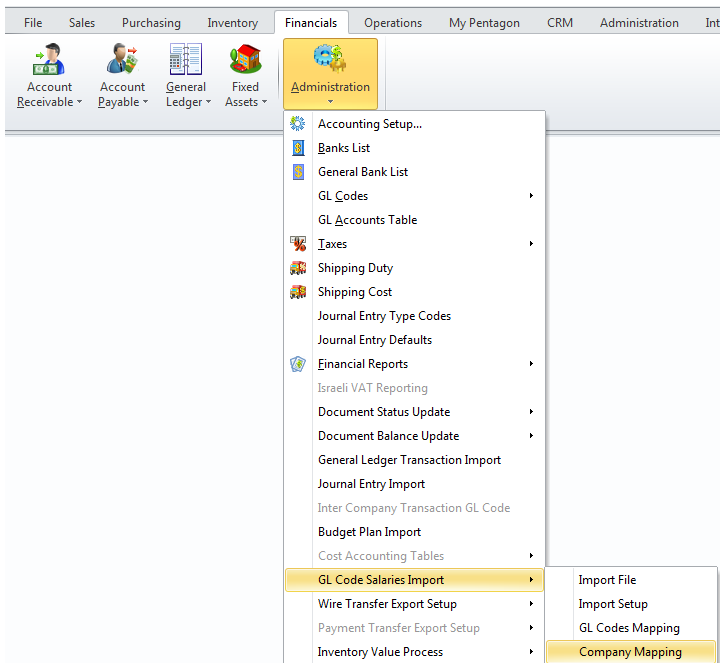 File Sales Purchasing Inventory Financials Operations My Pentagon CRM Administration Int
Account Receivable
Account Payable
General Ledger
Fixed Assets
Administration
Accounting Setup...
Banks List
General Bank List
GL Codes
GL Accounts Table
Taxes
Shipping Duty
Shipping Cost
Journal Entry Type Codes
Journal Entry Defaults
Financial Reports
Israeli VAT Reporting
Document Status Update
Document Balance Update
General Ledger Transaction Import
Journal Entry Import
Inter Company Transaction GL Code
Budget Plan Import
Cost Accounting Tables
GL Code Salaries Import
Wire Transfer Export Setup
Payment Transfer Export Setup
Inventory Value Process
Import File
Import Setup
GL Codes Mapping
Company Mapping